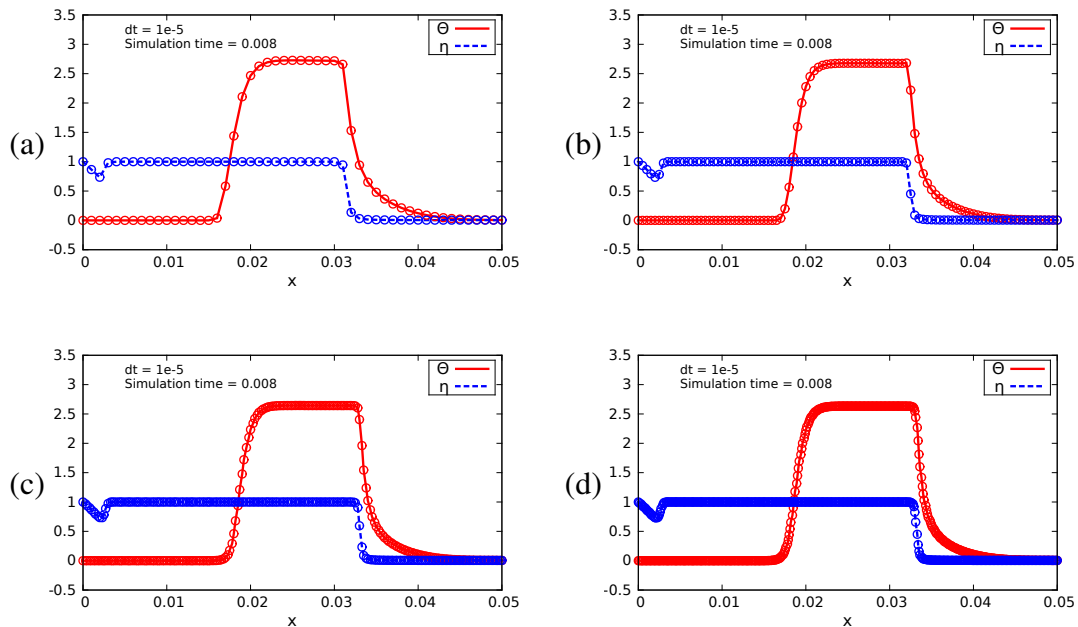 (a)
dt = 1e-5
Simulation time = 0.008
Θ
η
3.5
3
2.5
2
1.5
1
0.5
0
-0.5
0 0.01 0.02 0.03 0.04 0.05
x
(b)
dt = 1e-5
Simulation time = 0.008
Θ
η
3.5
3
2.5
2
1.5
1
0.5
0
-0.5
0 0.01 0.02 0.03 0.04 0.05
x
(c)
dt = 1e-5
Simulation time = 0.008
Θ
η
3.5
3
2.5
2
1.5
1
0.5
0
-0.5
0 0.01 0.02 0.03 0.04 0.05
x
(d)
dt = 1e-5
Simulation time = 0.008
Θ
η
3.5
3
2.5
2
1.5
1
0.5
0
-0.5
0 0.01 0.02 0.03 0.04 0.05
x